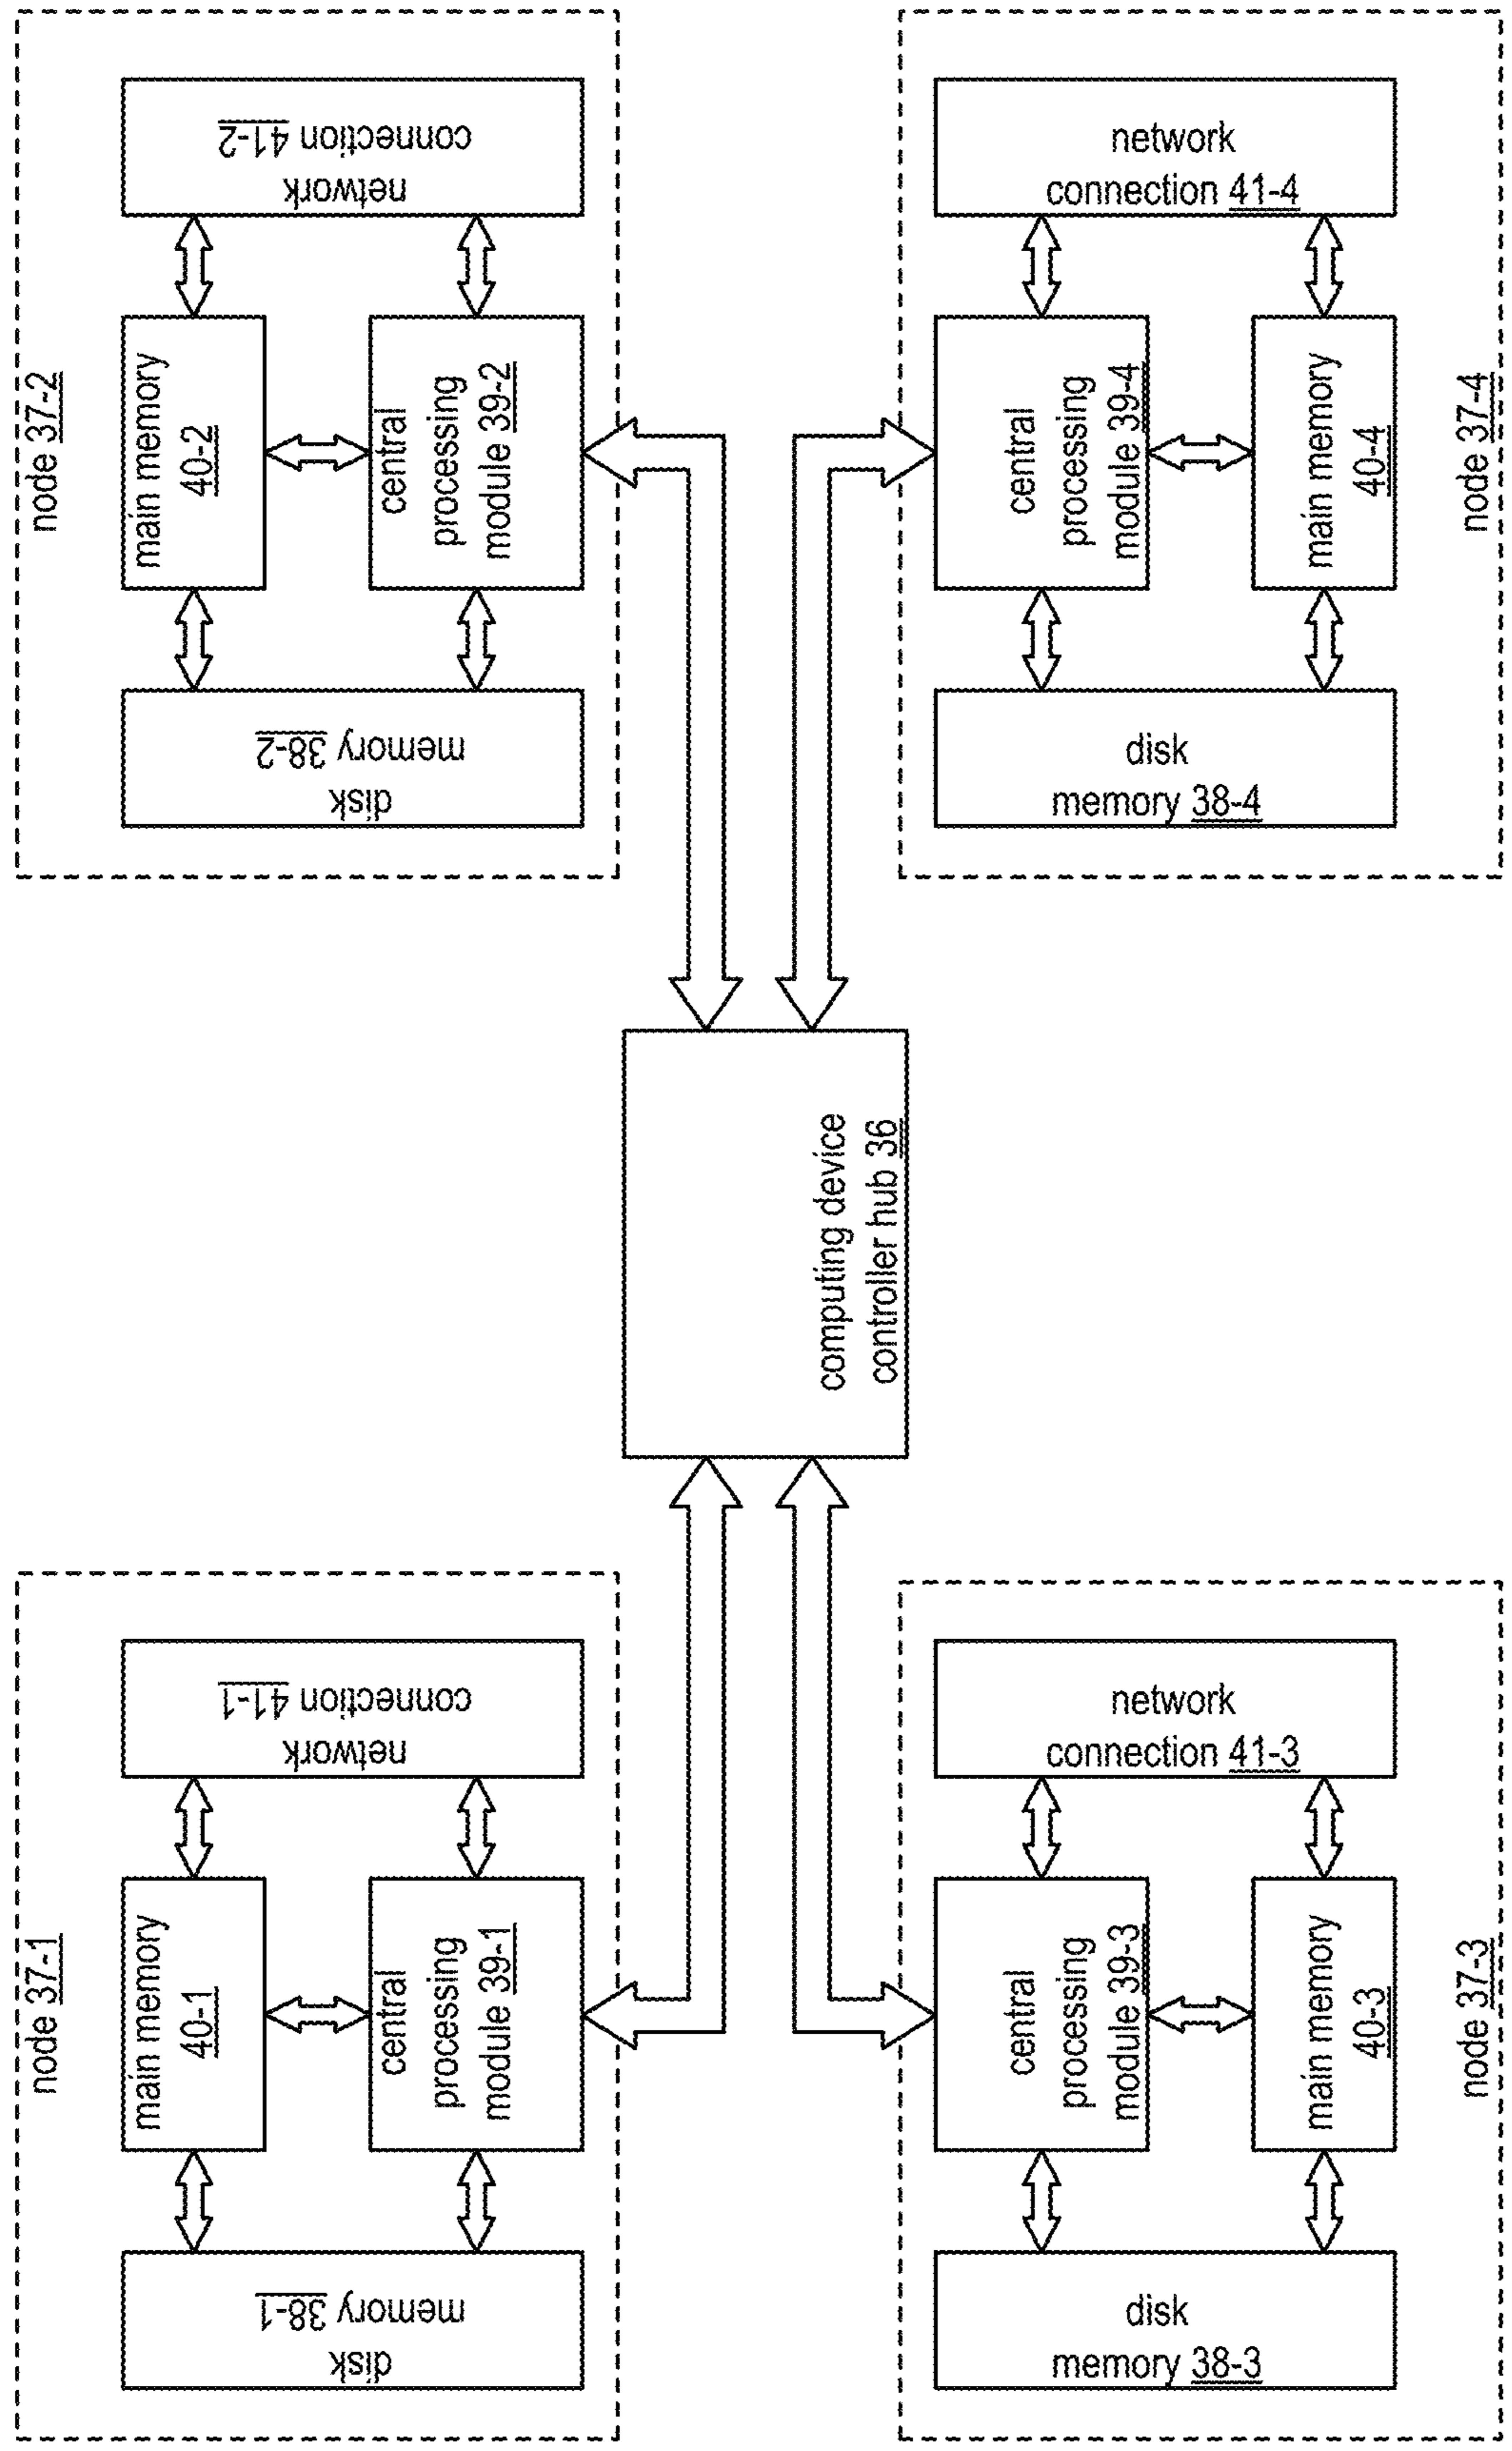 node 37-1
main memory
40-1
central
processing
module 39-1
disk
memory 38-1
network
connection 41-1
node 37-2
main memory
40-2
central
processing
module 39-2
disk
memory 38-2
network
connection 41-2
computing device
controller hub 36
disk
memory 38-3
central
processing
module 39-3
main memory
40-3
network
connection 41-3
node 37-3
disk
memory 38-4
central
processing
module 39-4
main memory
40-4
network
connection 41-4
node 37-4